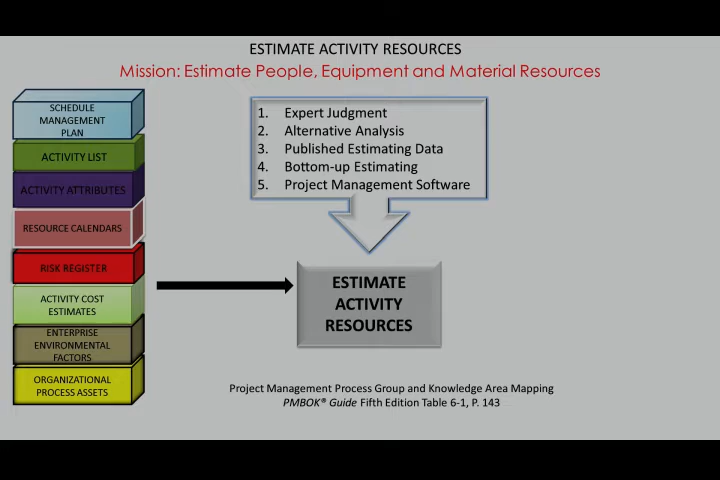 ESTIMATE ACTIVITY RESOURCES
Mission: Estimate People, Equipment and Material Resources
SCHEDULE
MANAGEMENT
PLAN
ACTIVITY LIST
ACTIVITY ATTRIBUTES
RESOURCE CALENDARS
RISK REGISTER
ACTIVITY COST
ESTIMATES
ENTERPRISE
ENVIRONMENTAL
FACTORS
ORGANIZATIONAL
PROCESS ASSETS
1. Expert Judgment
2. Alternative Analysis
3. Published Estimating Data
4. Bottom-up Estimating
5. Project Management Software
ESTIMATE
ACTIVITY
RESOURCES
Project Management Process Group and Knowledge Area Mapping
PMBOK® Guide Fifth Edition Table 6-1, P. 143